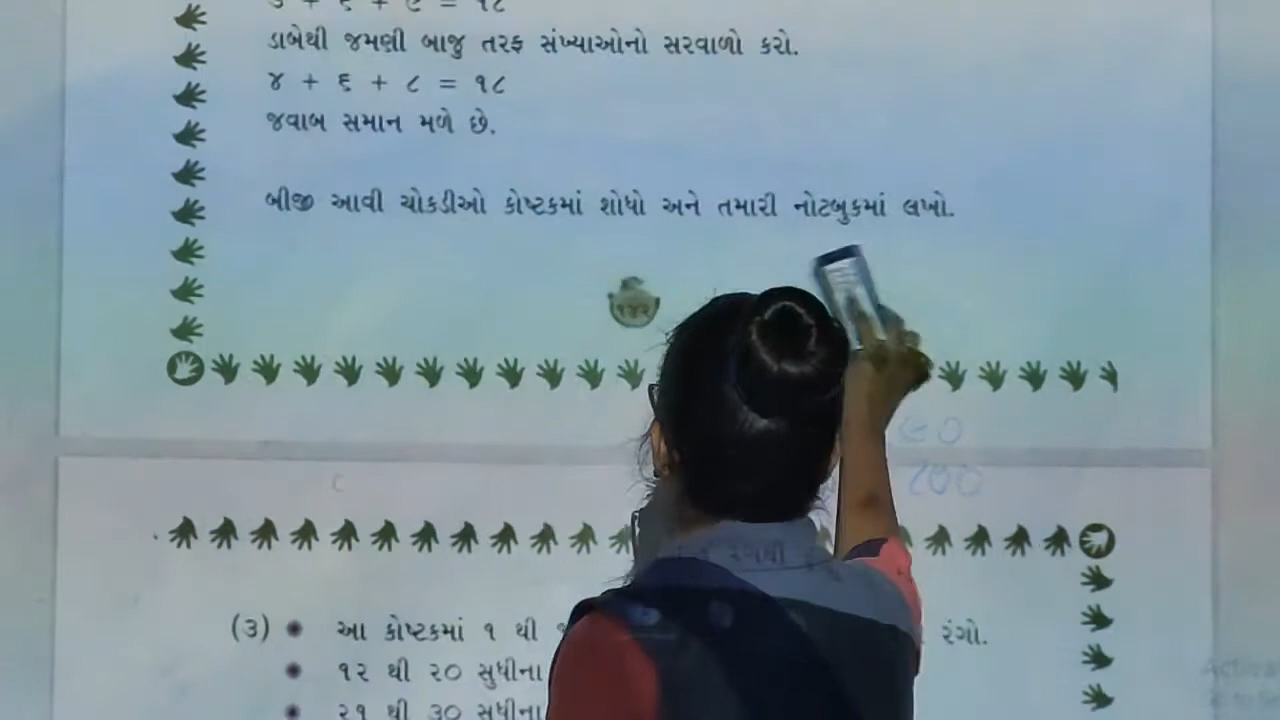 ડાબેથી જમણી બાજુ તરફ સંખ્યાઓનો સરવાળો કરો.
૪ + ૬ + ૮ = ૧૮
જવાબ સમાન મળે છે.
બીજી આવી ચોકડીઓ કોષ્ટકમાં શોધો અને તમારી નોટબુકમાં લખો.
૧૪૨
(૩) આ કોષ્ટકમાં ૧ થી
રંગો.
૧૨ થી ૨૦ સુધીના
૨૧ થી ૩૦ સુધીના